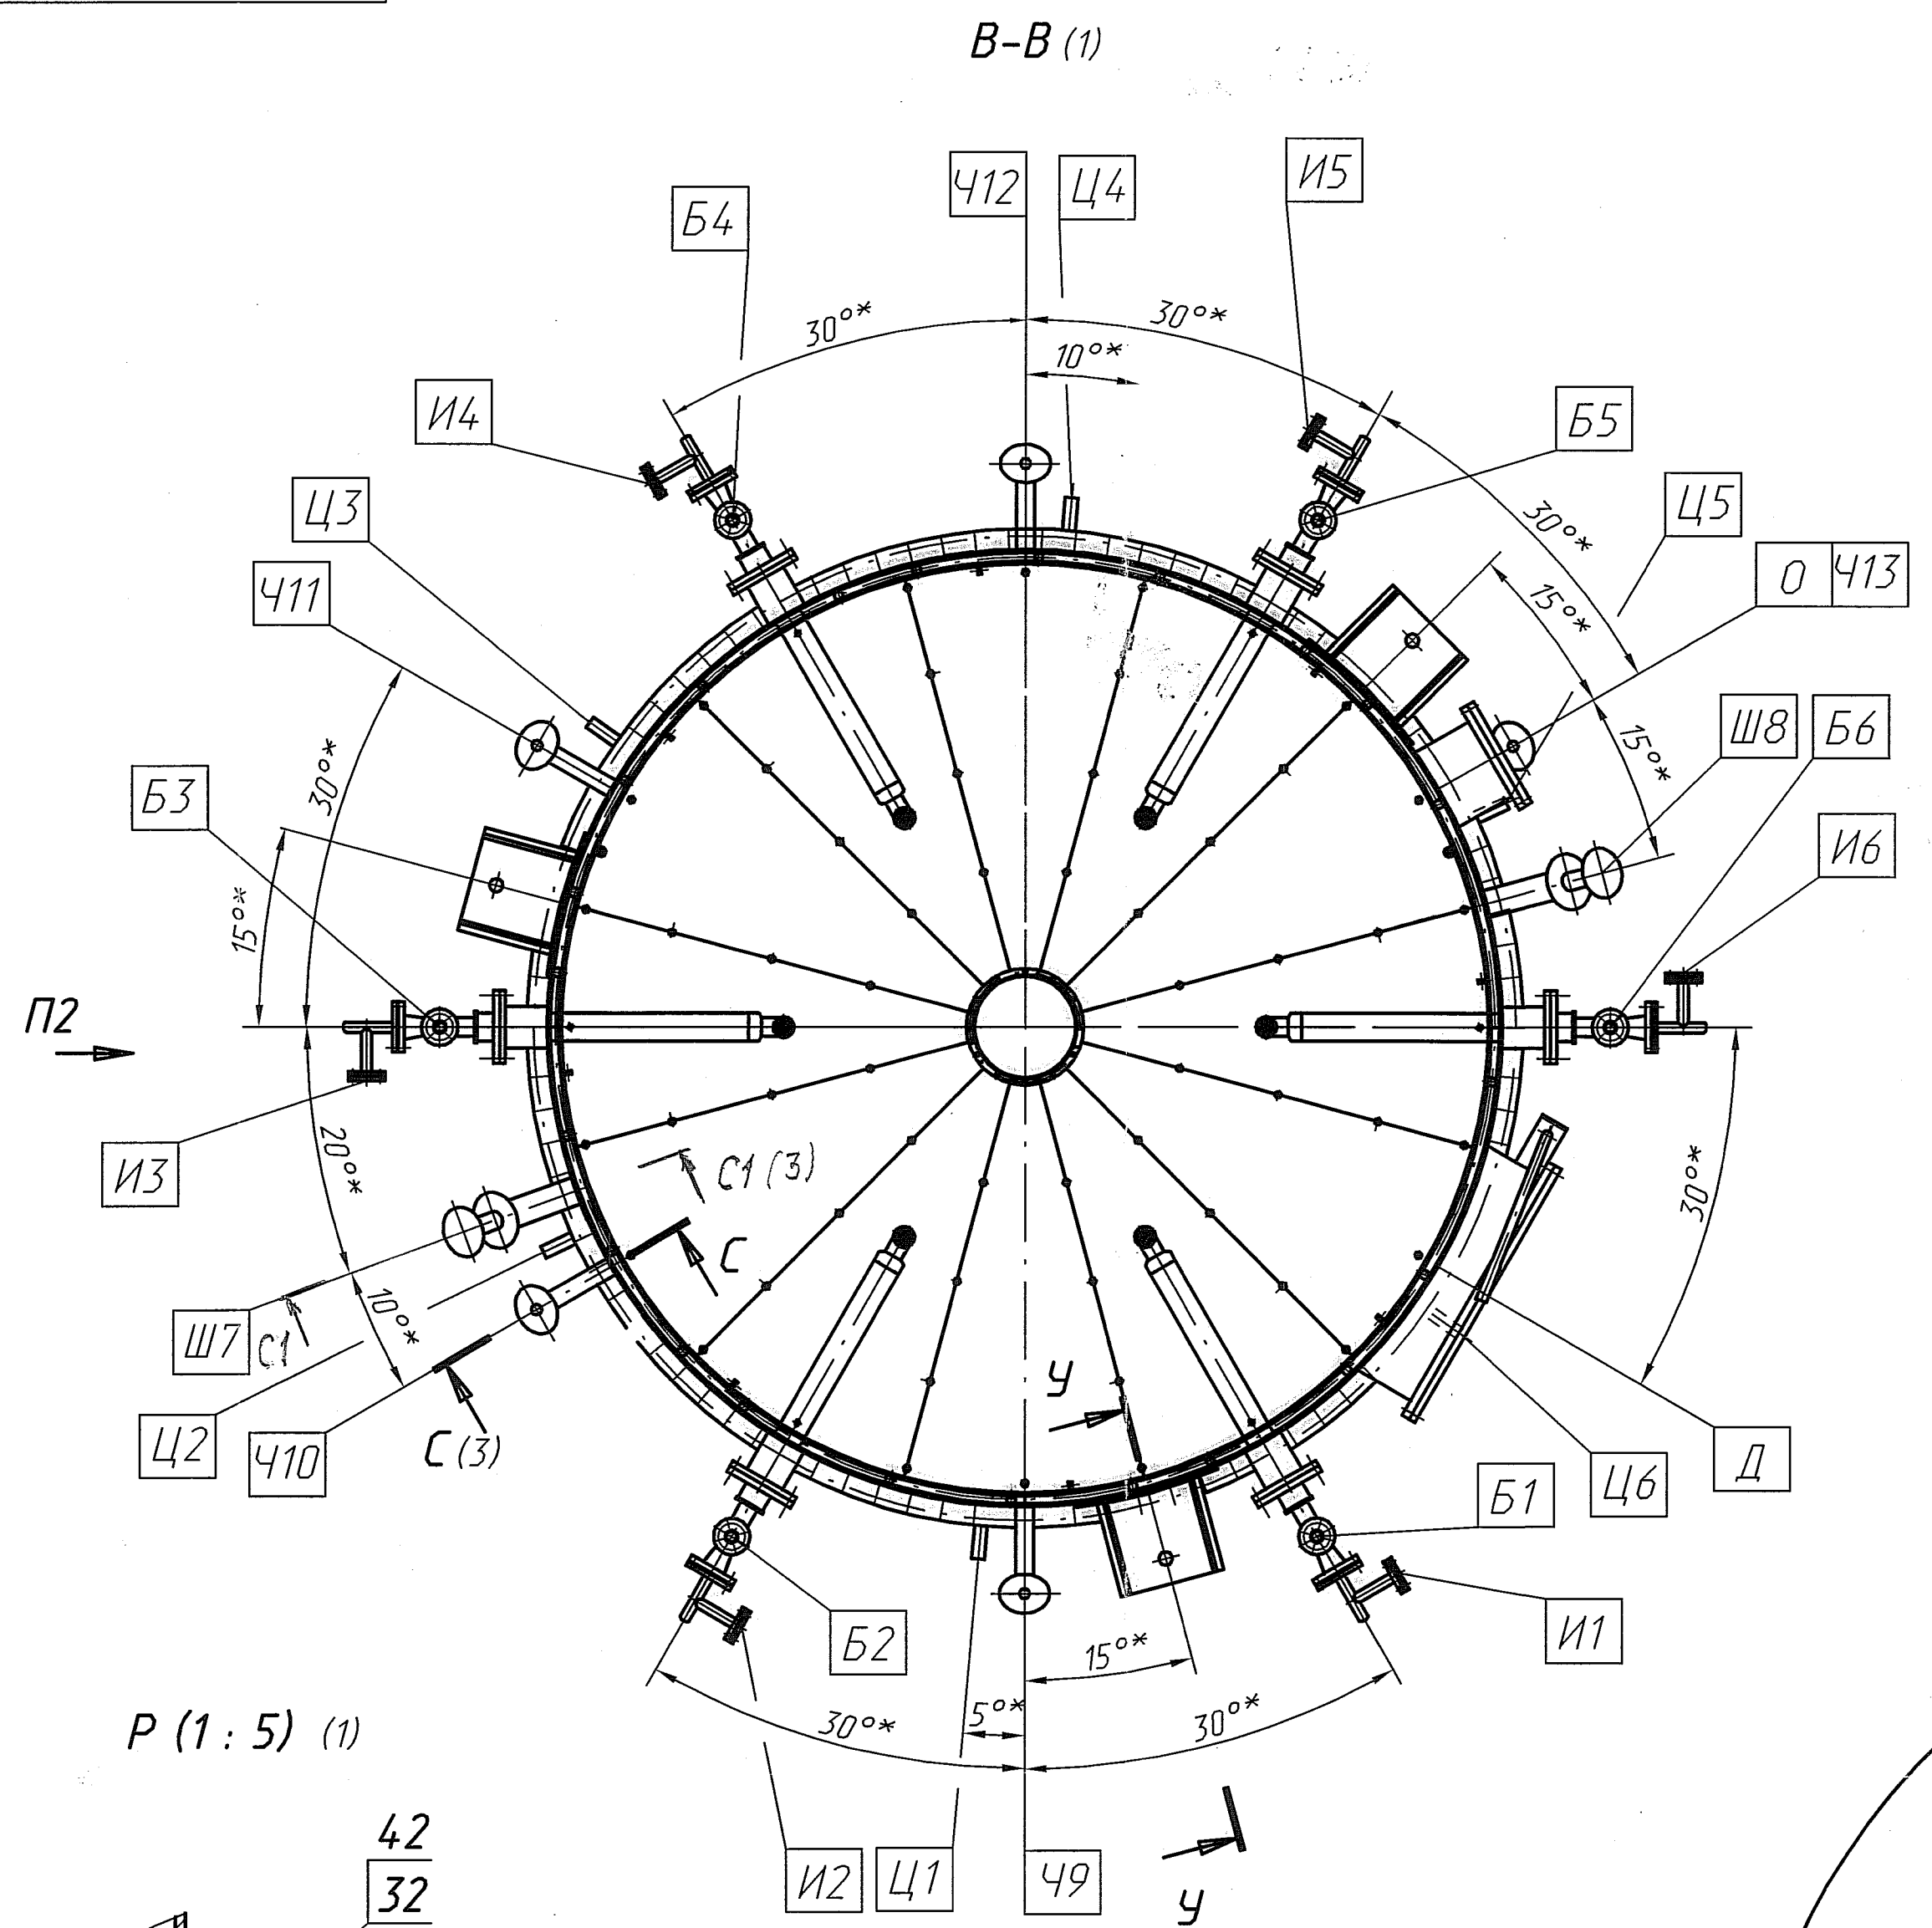 В-В (1)
Ч12
Ц4
И5
Б4
30°*
30°*
10°*
И4
Б5
Ц3
30°*
Ц5
Ч11
15°*
О Ч13
30°*
15°*
Ш8
Б6
Б3
И6
15°*
П2
20°*
С1 (3)
30°*
И3
С
10°*
Ш7
С1
У
Ц2
Ч10
С (3)
Б1
Ц6
Д
Б2
15°*
И1
Р (1 : 5) (1)
30°*
5°*
30°*
42
И2
Ц1
Ч9
32
У